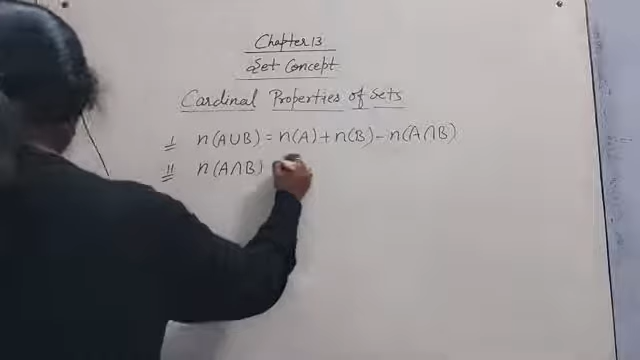 Chapter 13
Set Concept
Cardinal Properties of Sets
I n(A∪B) = n(A) + n(B) - n(A∩B)
II n(A∩B)